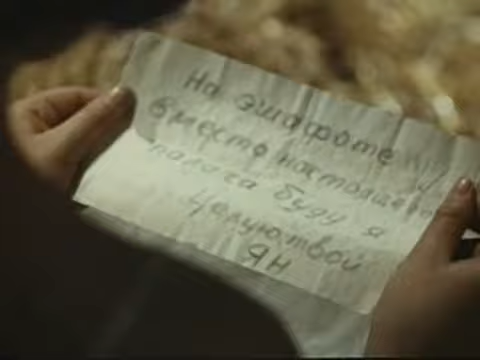 На эшафоте
вместо настоящего
палача буду я
Целую твой
Ян